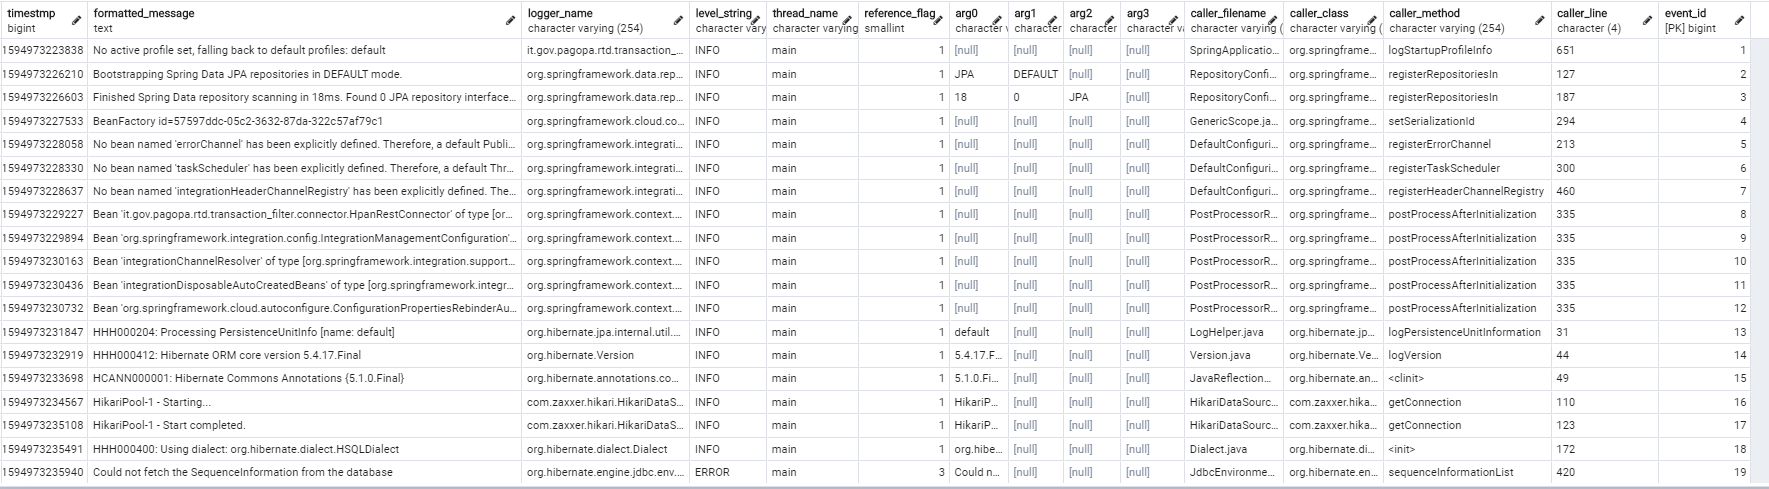 timestmp formatted_message logger_name level_string thread_name reference_flag arg0 arg1 arg2 arg3 caller_filename caller_class caller_method caller_line event_id
bigint text character varying (254) character vary character varying smallint character v character character character va character varying ( character varying ( character varying (254) character (4) [PK] bigint
1594973223838 No active profile set, falling back to default profiles: default it.gov.pagopa.rtd.transaction_... INFO main 1 [null] [null] [null] [null] SpringApplicatio... org.springframe... logStartupProfileInfo 651 1
1594973226210 Bootstrapping Spring Data JPA repositories in DEFAULT mode. org.springframework.data.rep... INFO main 1 JPA DEFAULT [null] [null] RepositoryConfi... org.springframe... registerRepositoriesIn 127 2
1594973226603 Finished Spring Data repository scanning in 18ms. Found 0 JPA repository interface... org.springframework.data.rep... INFO main 1 18 0 JPA [null] RepositoryConfi... org.springframe... registerRepositoriesIn 187 3
1594973227533 BeanFactory id=57597ddc-05c2-3632-87da-322c57af79c1 org.springframework.cloud.co... INFO main 1 [null] [null] [null] [null] GenericScope.ja... org.springframe... setSerializationId 294 4
1594973228058 No bean named 'errorChannel' has been explicitly defined. Therefore, a default Publi... org.springframework.integrati... INFO main 1 [null] [null] [null] [null] DefaultConfiguri... org.springframe... registerErrorChannel 213 5
1594973228330 No bean named 'taskScheduler' has been explicitly defined. Therefore, a default Thr... org.springframework.integrati... INFO main 1 [null] [null] [null] [null] DefaultConfiguri... org.springframe... registerTaskScheduler 300 6
1594973228637 No bean named 'integrationHeaderChannelRegistry' has been explicitly defined. The... org.springframework.integrati... INFO main 1 [null] [null] [null] [null] DefaultConfiguri... org.springframe... registerHeaderChannelRegistry 460 7
1594973229227 Bean 'it.gov.pagopa.rtd.transaction_filter.connector.HpanRestConnector' of type [or... org.springframework.context.... INFO main 1 [null] [null] [null] [null] PostProcessorR... org.springframe... postProcessAfterInitialization 335 8
1594973229894 Bean 'org.springframework.integration.config.IntegrationManagementConfiguration'... org.springframework.context.... INFO main 1 [null] [null] [null] [null] PostProcessorR... org.springframe... postProcessAfterInitialization 335 9
1594973230163 Bean 'integrationChannelResolver' of type [org.springframework.integration.support... org.springframework.context.... INFO main 1 [null] [null] [null] [null] PostProcessorR... org.springframe... postProcessAfterInitialization 335 10
1594973230436 Bean 'integrationDisposableAutoCreatedBeans' of type [org.springframework.integr... org.springframework.context.... INFO main 1 [null] [null] [null] [null] PostProcessorR... org.springframe... postProcessAfterInitialization 335 11
1594973230732 Bean 'org.springframework.cloud.autoconfigure.ConfigurationPropertiesRebinderAu... org.springframework.context.... INFO main 1 [null] [null] [null] [null] PostProcessorR... org.springframe... postProcessAfterInitialization 335 12
1594973231847 HHH000204: Processing PersistenceUnitInfo [name: default] org.hibernate.jpa.internal.util.... INFO main 1 default [null] [null] [null] LogHelper.java org.hibernate.jp... logPersistenceUnitInformation 31 13
1594973232919 HHH000412: Hibernate ORM core version 5.4.17.Final org.hibernate.Version INFO main 1 5.4.17.F... [null] [null] [null] Version.java org.hibernate.Ve... logVersion 44 14
1594973233698 HCANN000001: Hibernate Commons Annotations {5.1.0.Final} org.hibernate.annotations.co... INFO main 1 5.1.0.Fi... [null] [null] [null] JavaReflection... org.hibernate.an... <clinit> 49 15
1594973234567 HikariPool-1 - Starting... com.zaxxer.hikari.HikariDataS... INFO main 1 HikariP... [null] [null] [null] HikariDataSourc... com.zaxxer.hika... getConnection 110 16
1594973235108 HikariPool-1 - Start completed. com.zaxxer.hikari.HikariDataS... INFO main 1 HikariP... [null] [null] [null] HikariDataSourc... com.zaxxer.hika... getConnection 123 17
1594973235491 HHH000400: Using dialect: org.hibernate.dialect.HSQLDialect org.hibernate.dialect.Dialect INFO main 1 org.hibe... [null] [null] [null] Dialect.java org.hibernate.di... <init> 172 18
1594973235940 Could not fetch the SequenceInformation from the database org.hibernate.engine.jdbc.env.... ERROR main 3 Could n... [null] [null] [null] JdbcEnvironme... org.hibernate.en... sequenceInformationList 420 19